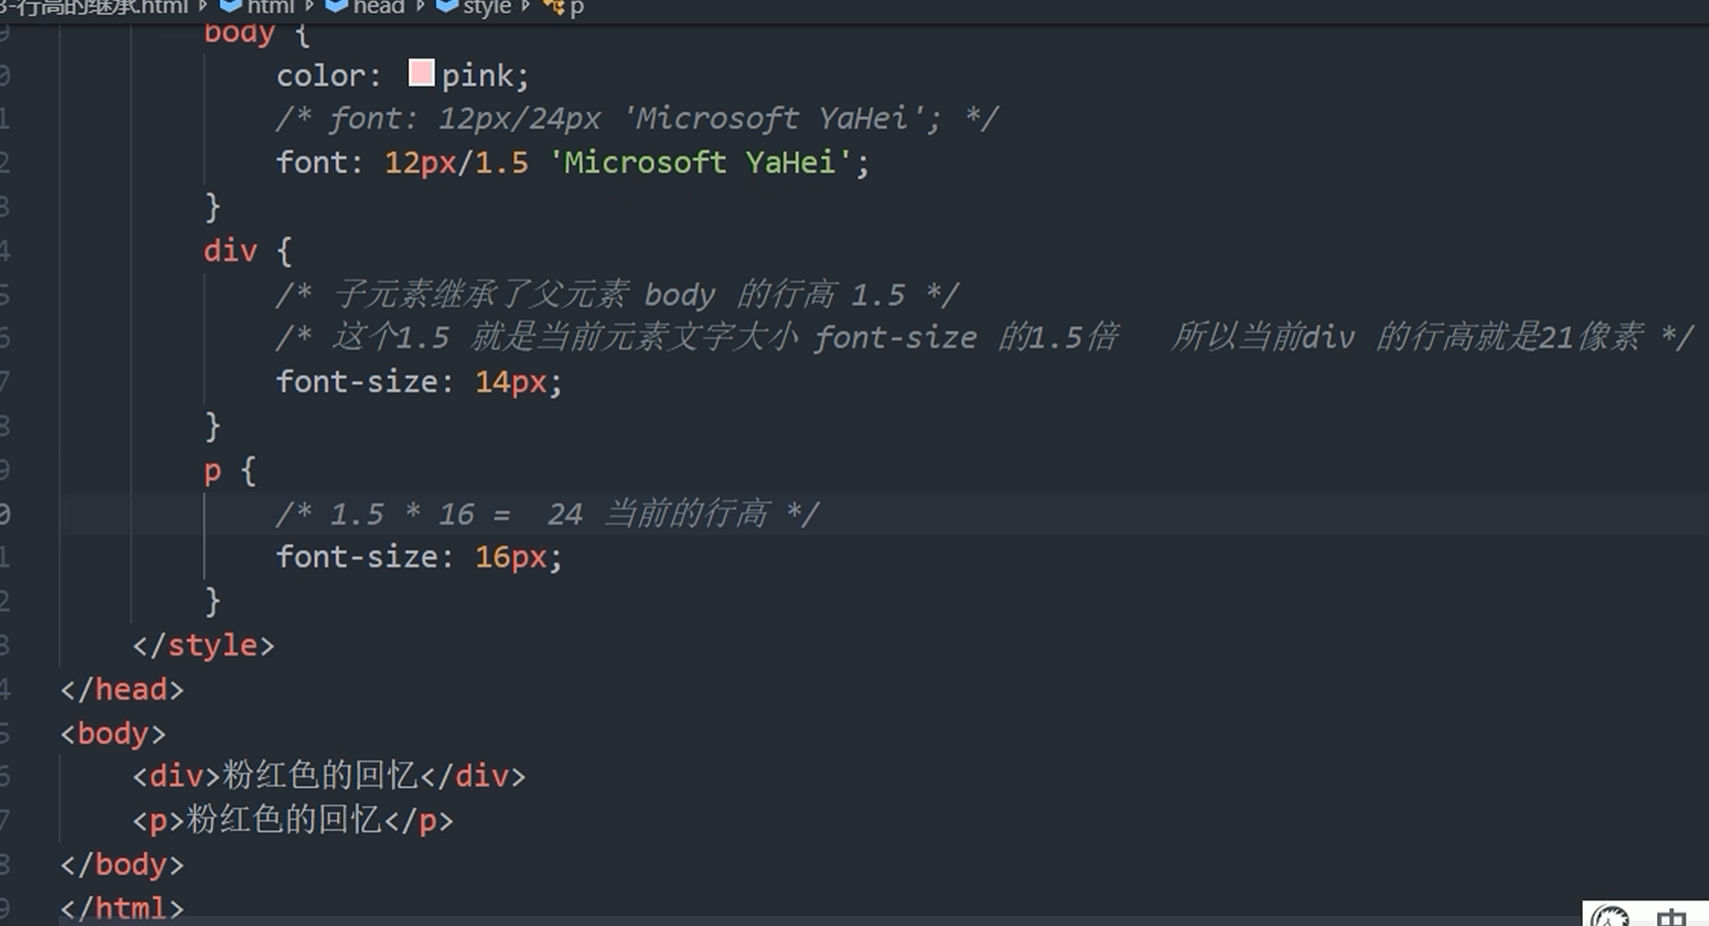 3-行高的继承.html › html › head › style › p
body {
color: pink;
/* font: 12px/24px 'Microsoft YaHei'; */
font: 12px/1.5 'Microsoft YaHei';
}
div {
/* 子元素继承了父元素 body 的行高 1.5 */
/* 这个1.5 就是当前元素文字大小 font-size 的1.5倍   所以当前div 的行高就是21像素 */
font-size: 14px;
}
p {
/* 1.5 * 16 =  24 当前的行高 */
font-size: 16px;
}
</style>
</head>
<body>
<div>粉红色的回忆</div>
<p>粉红色的回忆</p>
</body>
</html>
中